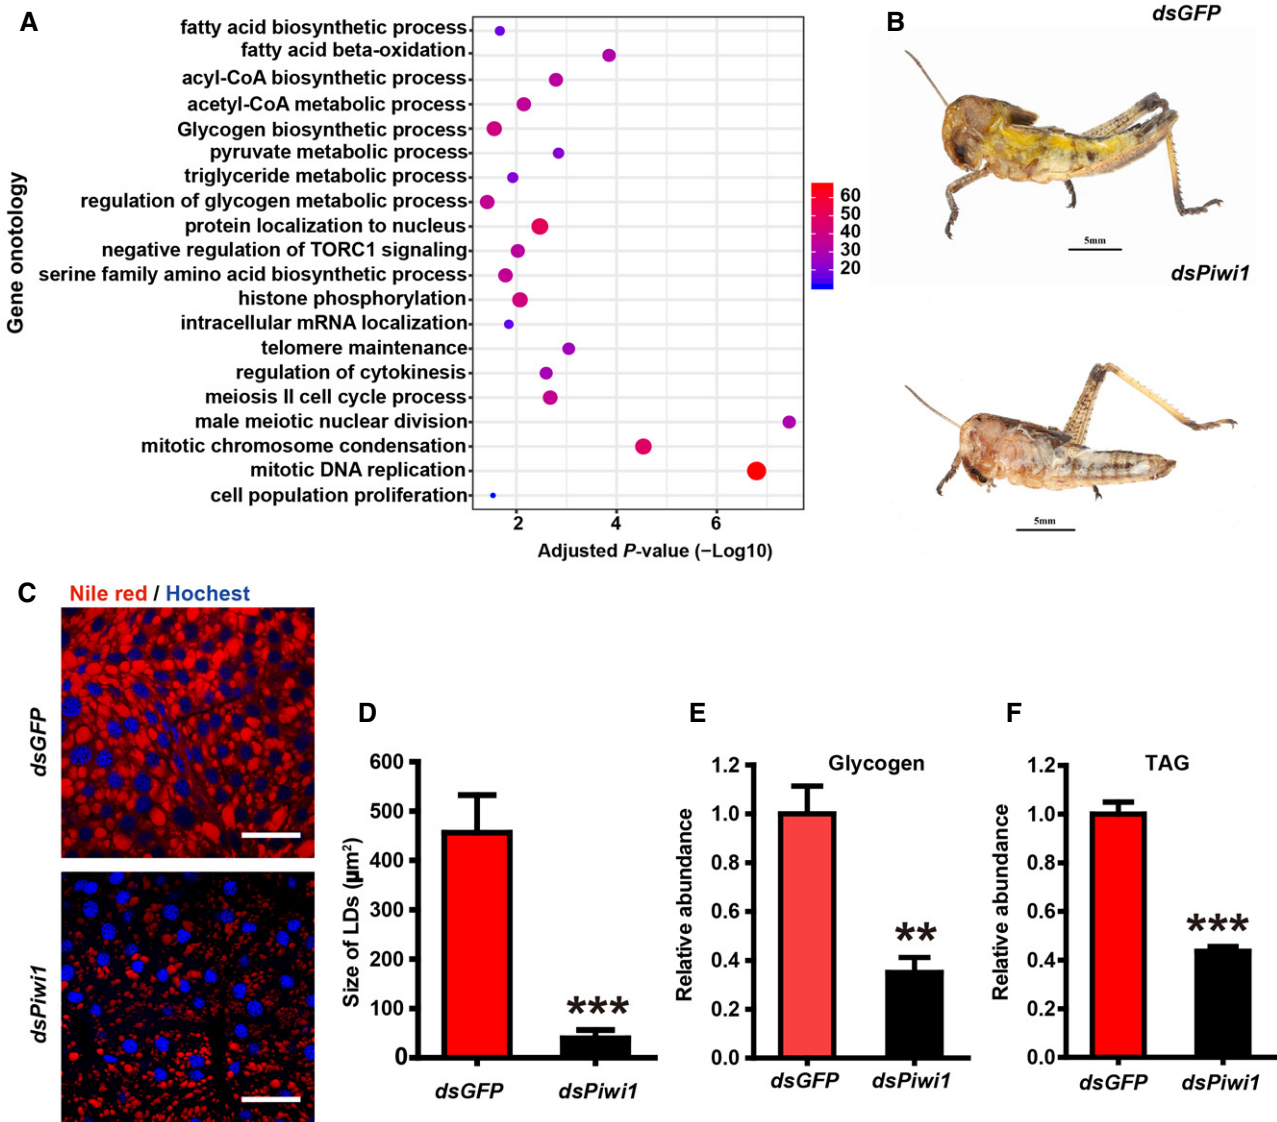 A
fatty acid biosynthetic process
fatty acid beta-oxidation
acyl-CoA biosynthetic process
acetyl-CoA metabolic process
Glycogen biosynthetic process
pyruvate metabolic process
triglyceride metabolic process
regulation of glycogen metabolic process
protein localization to nucleus
negative regulation of TORC1 signaling
serine family amino acid biosynthetic process
histone phosphorylation
intracellular mRNA localization
telomere maintenance
regulation of cytokinesis
meiosis II cell cycle process
male meiotic nuclear division
mitotic chromosome condensation
mitotic DNA replication
cell population proliferation
Gene onotology
2 4 6
Adjusted P-value (−Log10)
60
50
40
30
20
B
dsGFP
5mm
dsPiwi1
5mm
C
Nile red / Hochest
dsGFP
dsPiwi1
D
Size of LDs (µm²)
600
500
400
300
200
100
0
***
dsGFP dsPiwi1
E
Glycogen
Relative abundance
1.2
1.0
0.8
0.6
0.4
0.2
0.0
**
dsGFP dsPiwi1
F
TAG
Relative abundance
1.2
1.0
0.8
0.6
0.4
0.2
0.0
***
dsGFP dsPiwi1